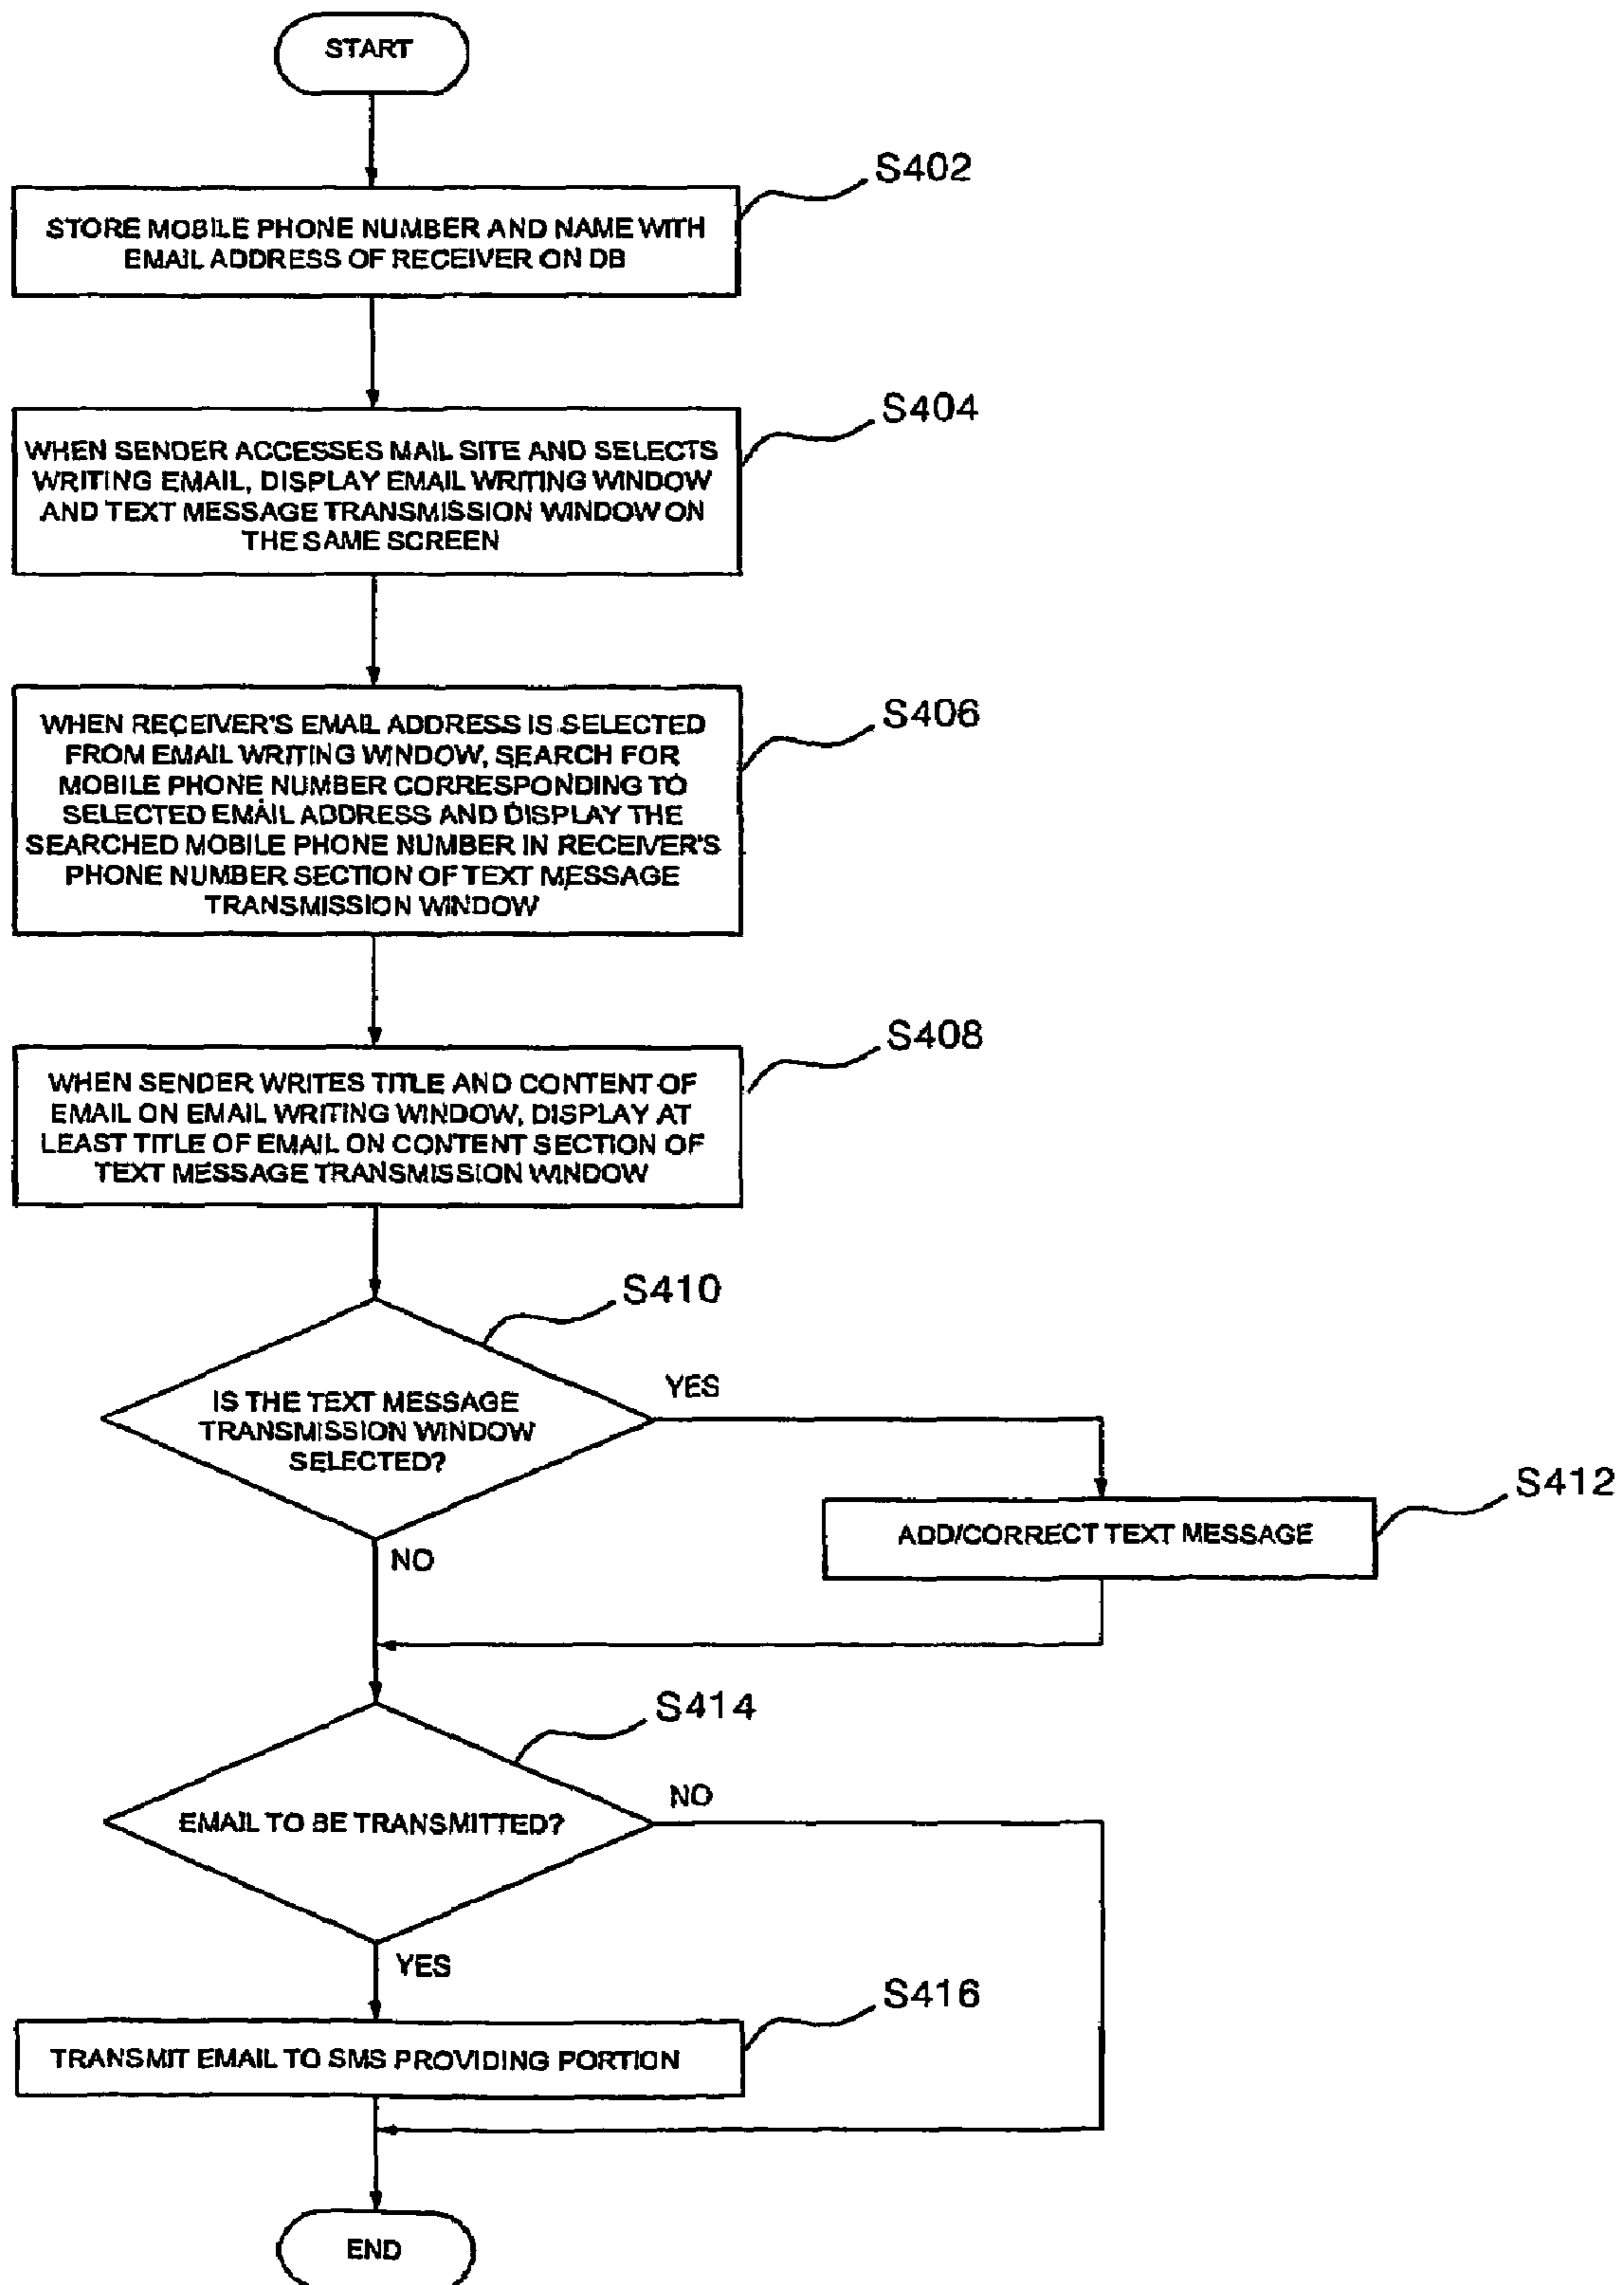 START
S402
STORE MOBILE PHONE NUMBER AND NAME WITH
EMAIL ADDRESS OF RECEIVER ON DB
S404
WHEN SENDER ACCESSES MAIL SITE AND SELECTS
WRITING EMAIL, DISPLAY EMAIL WRITING WINDOW
AND TEXT MESSAGE TRANSMISSION WINDOW ON
THE SAME SCREEN
S406
WHEN RECEIVER'S EMAIL ADDRESS IS SELECTED
FROM EMAIL WRITING WINDOW, SEARCH FOR
MOBILE PHONE NUMBER CORRESPONDING TO
SELECTED EMAIL ADDRESS AND DISPLAY THE
SEARCHED MOBILE PHONE NUMBER IN RECEIVER'S
PHONE NUMBER SECTION OF TEXT MESSAGE
TRANSMISSION WINDOW
S408
WHEN SENDER WRITES TITLE AND CONTENT OF
EMAIL ON EMAIL WRITING WINDOW, DISPLAY AT
LEAST TITLE OF EMAIL ON CONTENT SECTION OF
TEXT MESSAGE TRANSMISSION WINDOW
S410
IS THE TEXT MESSAGE
TRANSMISSION WINDOW
SELECTED?
YES
S412
ADD/CORRECT TEXT MESSAGE
NO
S414
EMAIL TO BE TRANSMITTED?
NO
YES
S416
TRANSMIT EMAIL TO SMS PROVIDING PORTION
END